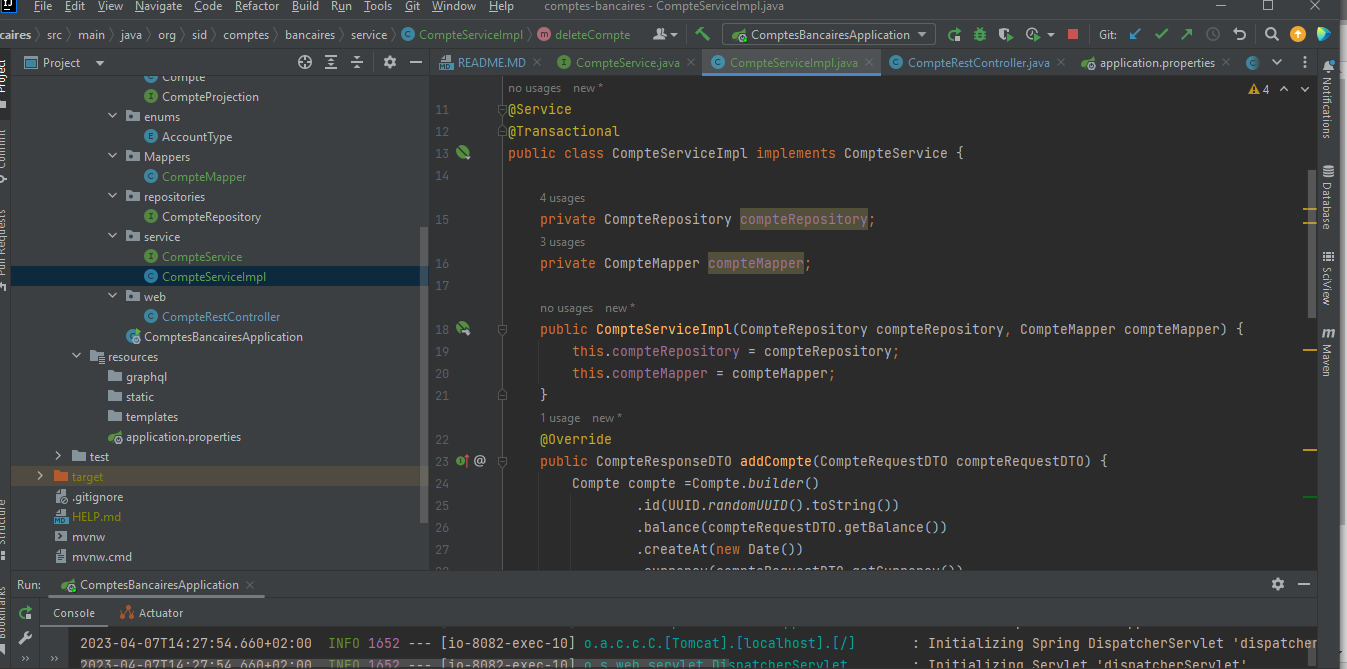 File Edit View Navigate Code Refactor Build Run Tools Git Window Help comptes-bancaires - CompteServiceImpl.java
caires src main java org sid comptes bancaires service CompteServiceImpl deleteCompte ComptesBancairesApplication Git:
Project README.MD CompteService.java CompteServiceImpl.java CompteRestController.java application.properties
Project
Commit
Pull Requests
Structure
Bookmarks
Compte
CompteProjection
enums
AccountType
Mappers
CompteMapper
repositories
CompteRepository
service
CompteService
CompteServiceImpl
web
CompteRestController
ComptesBancairesApplication
resources
graphql
static
templates
application.properties
test
target
.gitignore
HELP.md
mvnw
mvnw.cmd
no usages new *
4
11 @Service
12 @Transactional
13 public class CompteServiceImpl implements CompteService {
14
4 usages
15 private CompteRepository compteRepository;
3 usages
16 private CompteMapper compteMapper;
17
no usages new *
18 public CompteServiceImpl(CompteRepository compteRepository, CompteMapper compteMapper) {
19 this.compteRepository = compteRepository;
20 this.compteMapper = compteMapper;
21 }
1 usage new *
22 @Override
23 @ public CompteResponseDTO addCompte(CompteRequestDTO compteRequestDTO) {
24 Compte compte =Compte.builder()
25 .id(UUID.randomUUID().toString())
26 .balance(compteRequestDTO.getBalance())
27 .createAt(new Date())
28 .currency(compteRequestDTO.getCurrency())
Notifications
Database
SciView
Maven
Run: ComptesBancairesApplication
Console Actuator
2023-04-07T14:27:54.660+02:00 INFO 1652 --- [io-8082-exec-10] o.a.c.c.C.[Tomcat].[localhost].[/] : Initializing Spring DispatcherServlet 'dispatcher
2023-04-07T14:27:54.660+02:00 INFO 1652 --- [io-8082-exec-10] o.s.web.servlet.DispatcherServlet : Initializing Servlet 'dispatcherServlet'